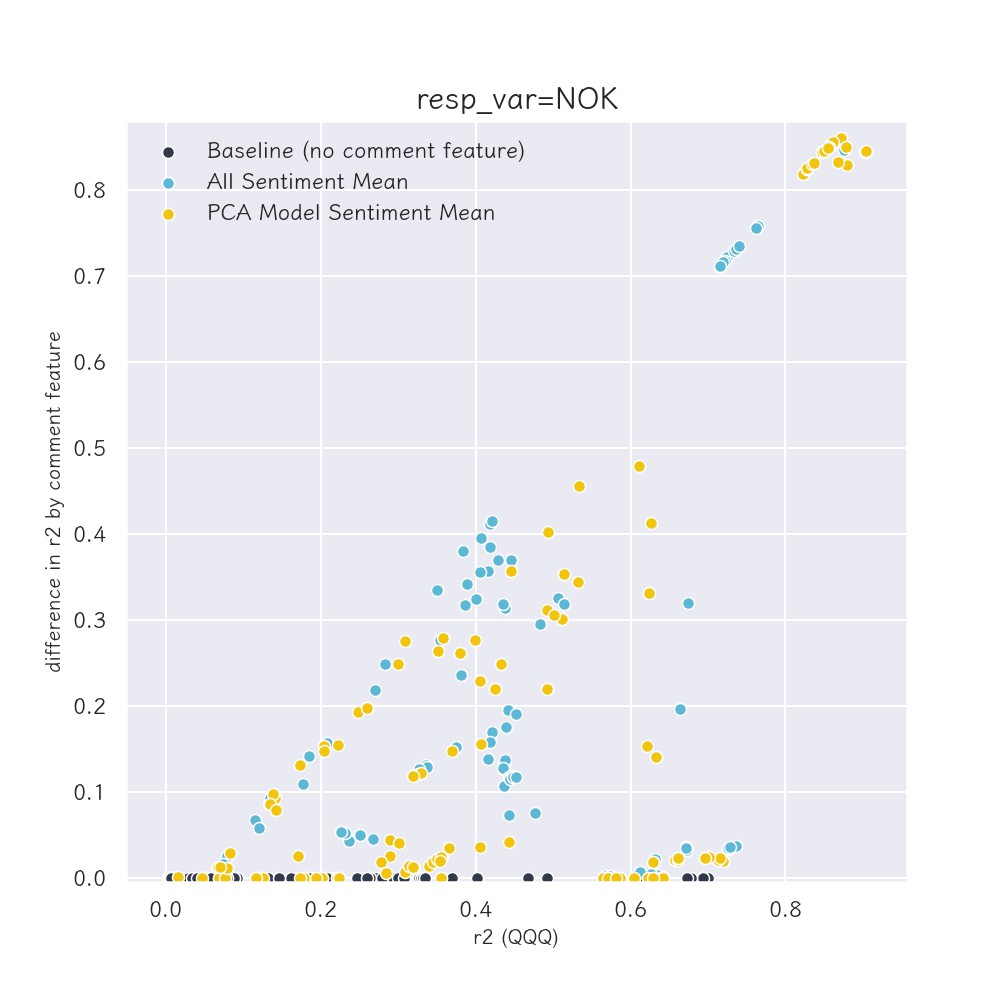 resp_var=NOK
Baseline (no comment feature)
All Sentiment Mean
PCA Model Sentiment Mean
difference in r2 by comment feature
0.8
0.7
0.6
0.5
0.4
0.3
0.2
0.1
0.0
0.0 0.2 0.4 0.6 0.8
r2 (QQQ)